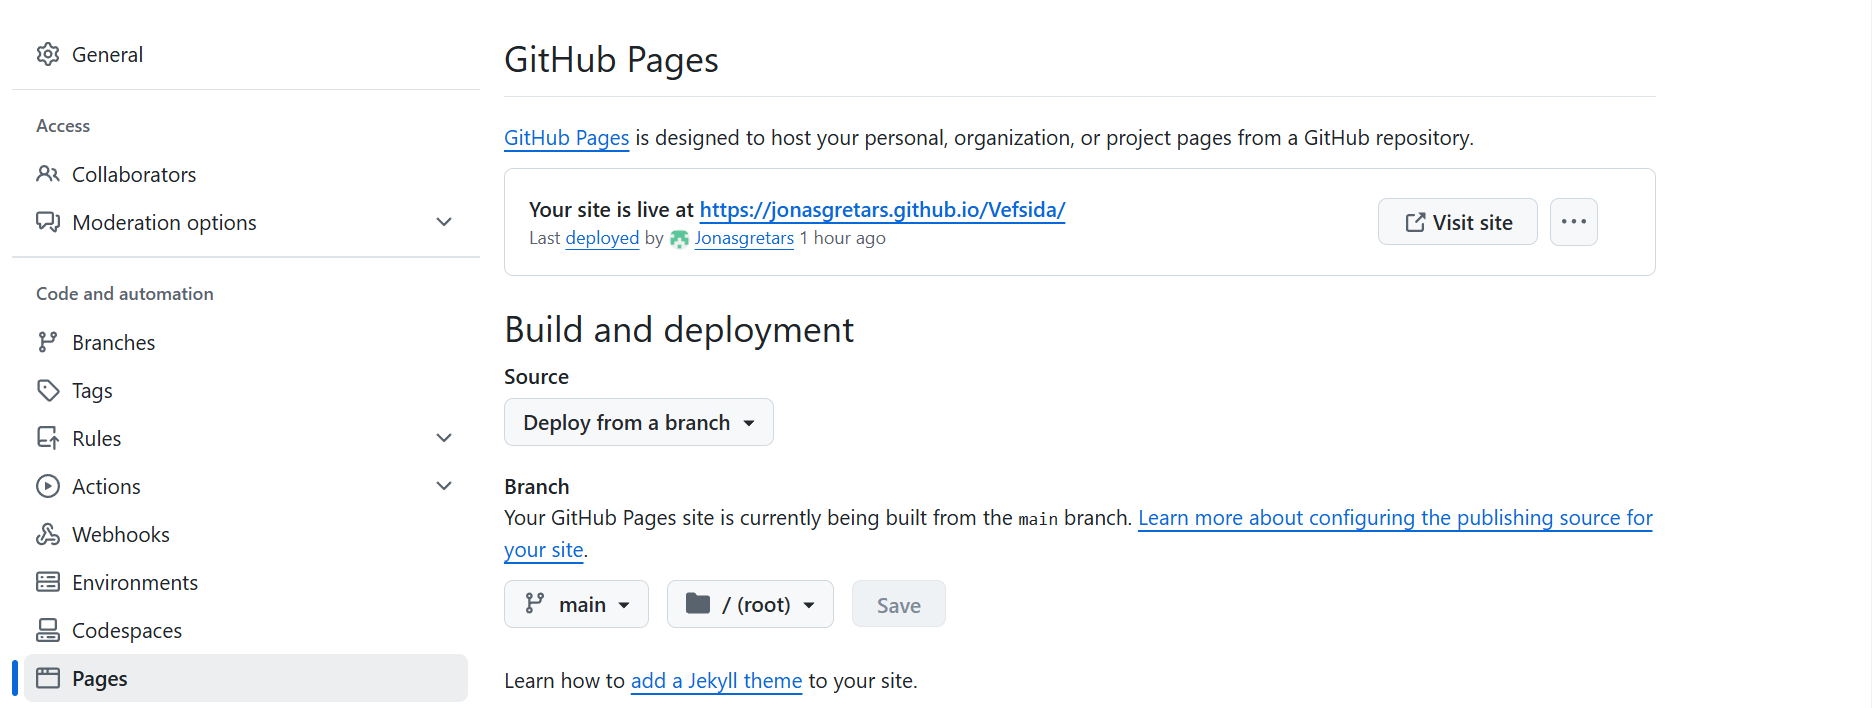 General
Access
Collaborators
Moderation options
Code and automation
Branches
Tags
Rules
Actions
Webhooks
Environments
Codespaces
Pages
GitHub Pages
GitHub Pages is designed to host your personal, organization, or project pages from a GitHub repository.
Your site is live at https://jonasgretars.github.io/Vefsida/
Last deployed by Jonasgretars 1 hour ago
Visit site
Build and deployment
Source
Deploy from a branch
Branch
Your GitHub Pages site is currently being built from the main branch. Learn more about configuring the publishing source for
your site.
main / (root) Save
Learn how to add a Jekyll theme to your site.